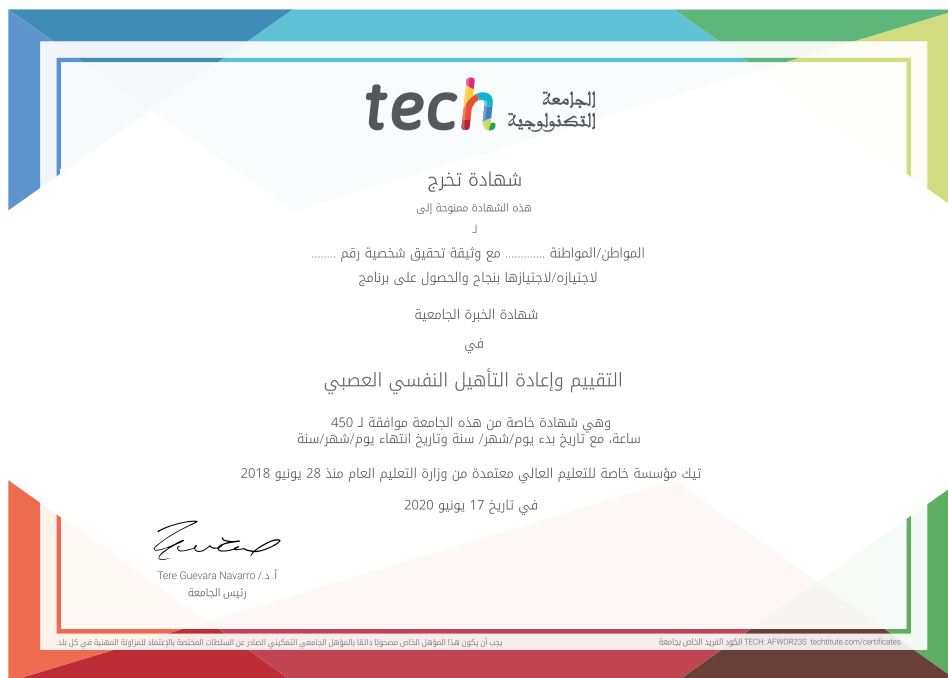 tech الجامعة
التكنولوجية
شهادة تخرج
هذه الشهادة ممنوحة إلى
لـ
المواطن/المواطنة ............ مع وثيقة تحقيق شخصية رقم ........
لاجتيازه/لاجتيازها بنجاح والحصول على برنامج
شهادة الخبرة الجامعية
في
التقييم وإعادة التأهيل النفسي العصبي
وهي شهادة خاصة من هذه الجامعة موافقة لـ 450
ساعة، مع تاريخ بدء يوم/شهر/ سنة وتاريخ انتهاء يوم/شهر/سنة
تيك مؤسسة خاصة للتعليم العالي معتمدة من وزارة التعليم العام منذ 28 يونيو 2018
في تاريخ 17 يونيو 2020
أ. د./ Tere Guevara Navarro
رئيس الجامعة
يجب أن يكون هذا المؤهل الخاص مصحوبًا دائمًا بالمؤهل الجامعي التمكيني الصادر عن السلطات المختصة بالإعتماد للمزاولة المهنية في كل بلد.
الكود الفريد الخاص بجامعة TECH: AFWOR23S techtitute.com/certificates